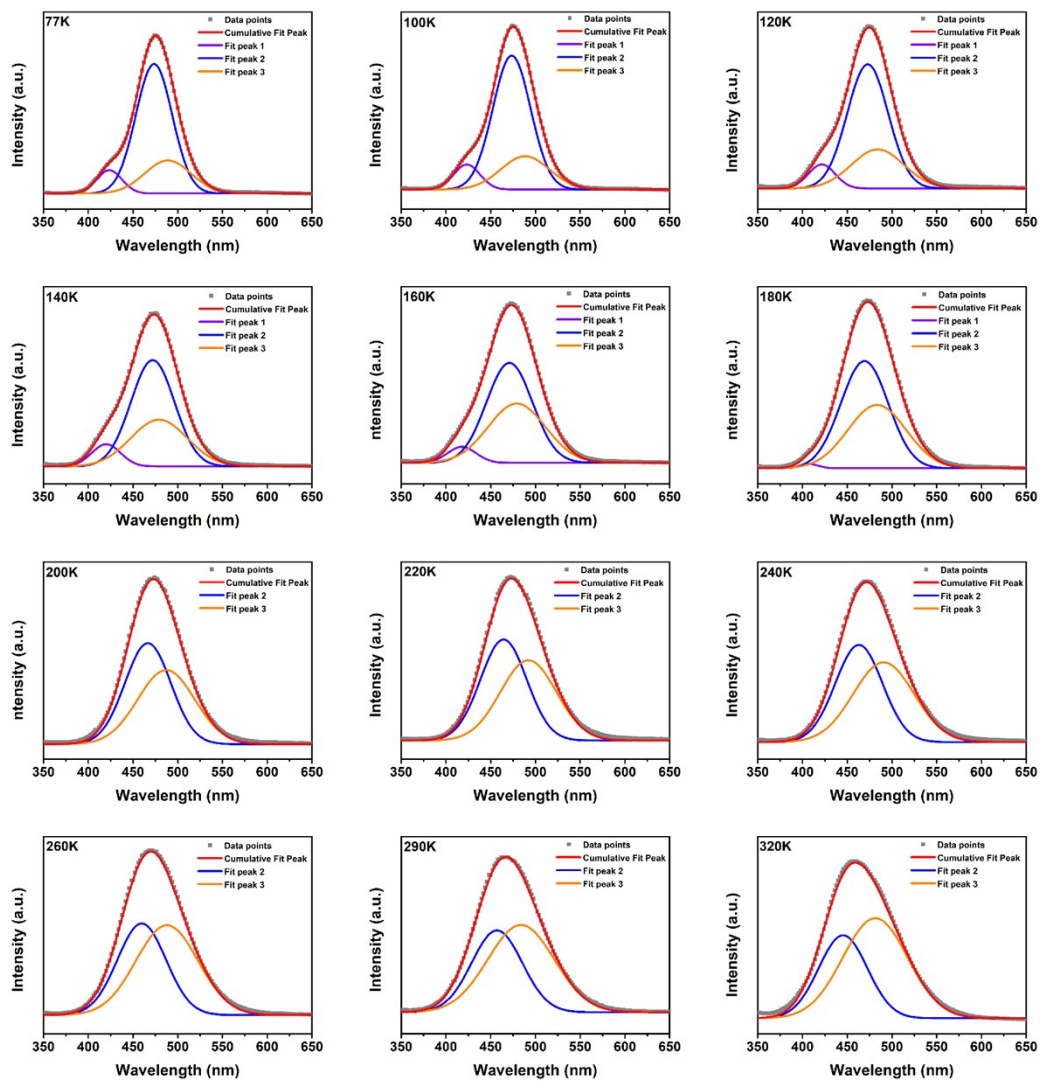 77K
Data points
Cumulative Fit Peak
Fit peak 1
Fit peak 2
Fit peak 3
Intensity (a.u.)
350 400 450 500 550 600 650
Wavelength (nm)
100K
Data points
Cumulative Fit Peak
Fit peak 1
Fit peak 2
Fit peak 3
Intensity (a.u.)
350 400 450 500 550 600 650
Wavelength (nm)
120K
Data points
Cumulative Fit Peak
Fit peak 1
Fit peak 2
Fit peak 3
Intensity (a.u.)
350 400 450 500 550 600 650
Wavelength (nm)
140K
Data points
Cumulative Fit Peak
Fit peak 1
Fit peak 2
Fit peak 3
Intensity (a.u.)
350 400 450 500 550 600 650
Wavelength (nm)
160K
Data points
Cumulative Fit Peak
Fit peak 1
Fit peak 2
Fit peak 3
ntensity (a.u.)
350 400 450 500 550 600 650
Wavelength (nm)
180K
Data points
Cumulative Fit Peak
Fit peak 1
Fit peak 2
Fit peak 3
ntensity (a.u.)
350 400 450 500 550 600 650
Wavelength (nm)
200K
Data points
Cumulative Fit Peak
Fit peak 2
Fit peak 3
ntensity (a.u.)
350 400 450 500 550 600 650
Wavelength (nm)
220K
Data points
Cumulative Fit Peak
Fit peak 2
Fit peak 3
Intensity (a.u.)
350 400 450 500 550 600 650
Wavelength (nm)
240K
Data points
Cumulative Fit Peak
Fit peak 2
Fit peak 3
Intensity (a.u.)
350 400 450 500 550 600 650
Wavelength (nm)
260K
Data points
Cumulative Fit Peak
Fit peak 2
Fit peak 3
Intensity (a.u.)
350 400 450 500 550 600 650
Wavelength (nm)
290K
Data points
Cumulative Fit Peak
Fit peak 2
Fit peak 3
Intensity (a.u.)
350 400 450 500 550 600 650
Wavelength (nm)
320K
Data points
Cumulative Fit Peak
Fit peak 2
Fit peak 3
Intensity (a.u.)
350 400 450 500 550 600 650
Wavelength (nm)